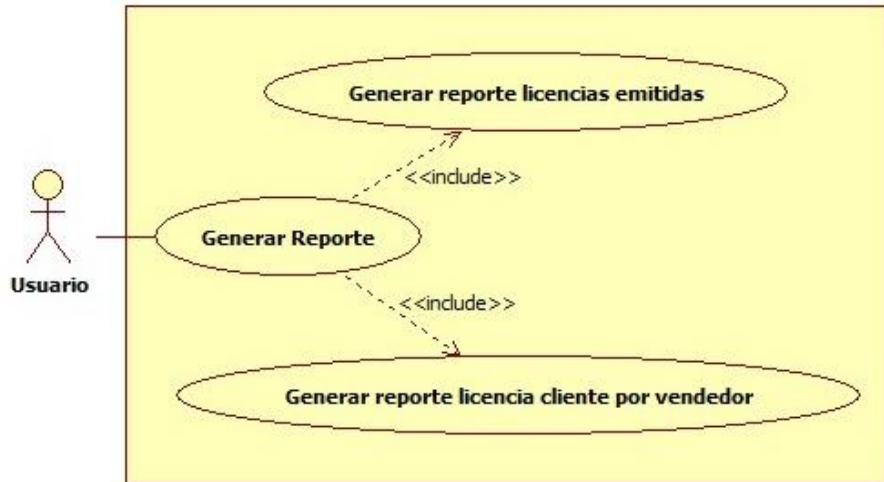 Generar reporte licencias emitidas
<<include>>
Generar Reporte
Usuario
<<include>>
Generar reporte licencia cliente por vendedor